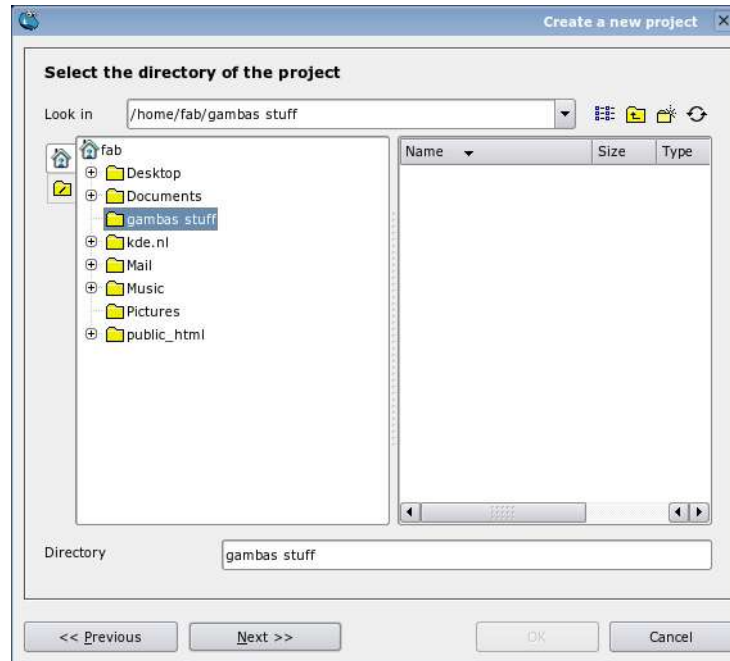 Create a new project
Select the directory of the project
Look in /home/fab/gambas stuff
Name Size Type
fab
Desktop
Documents
gambas stuff
kde.nl
Mail
Music
Pictures
public_html
Directory gambas stuff
<< Previous Next >> OK Cancel